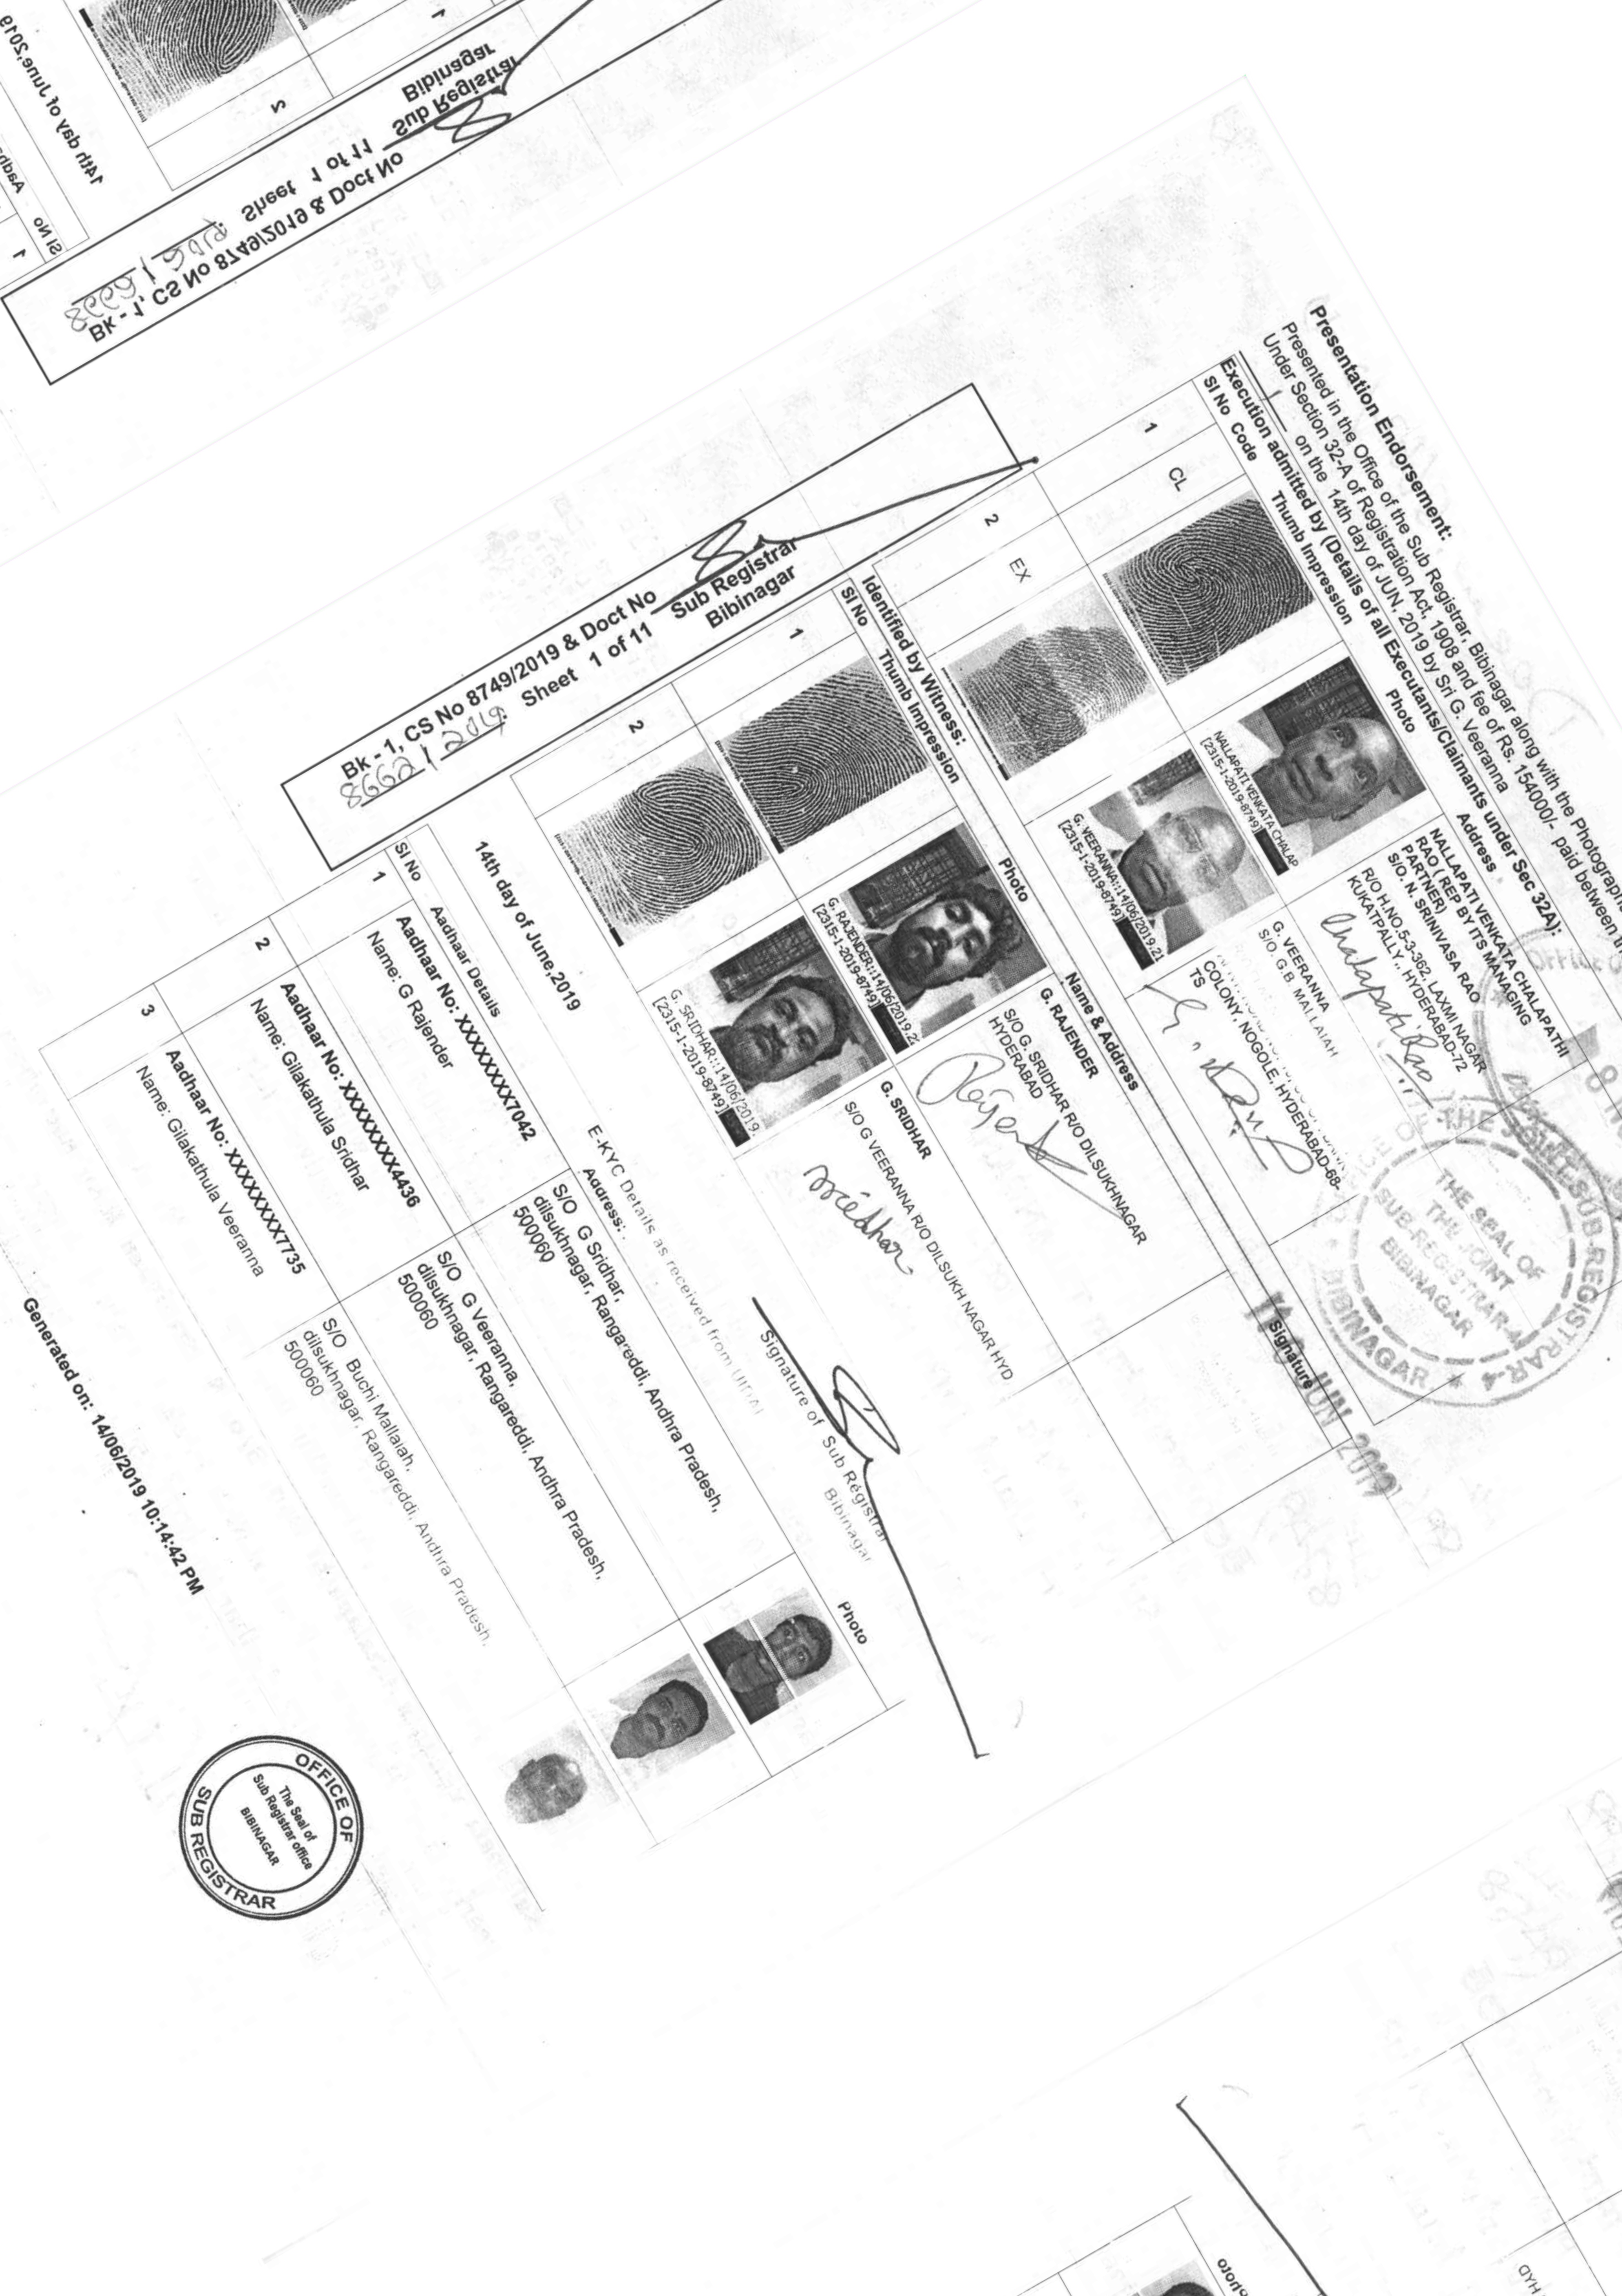 Presentation Endorsement:
Presented in the Office of the Sub Registrar, Bibinagar along with the Photographs
Under Section 32-A of Registration Act, 1908 and fee of Rs. 154000/- paid between the
on the 14th day of JUN, 2019 by Sri G. Veeranna
Execution admitted by (Details of all Executants/Claimants under Sec 32A):
Sl No Code Thumb Impression Photo Address Signature
1 CL
NALLAPATI VENKATA CHALAP
[2315-1-2019-8749]
NALLAPATI VENKATA CHALAPATHI
RAO ( REP BY ITS MANAGING
PARTNER)
S/O. N. SRINIVASA RAO
R/O H.NO.5-3-362, LAXMI NAGAR
KUKATPALLY,, HYDERABAD-72
Chalapati Rao
2 EX
G. VEERANNA::14/06/2019,21
[2315-1-2019-8749]
G. VEERANNA
S/O. G.B. MALLAIAH
COLONY, NOGOLE, HYDERABAD-68-
TS
Identified by Witness:
Sl No Thumb Impression Photo Name & Address Signature
1
G. RAJENDER::14/06/2019,2
[2315-1-2019-8749]
G. RAJENDER
S/O G. SRIDHAR R/O DILSUKHNAGAR
HYDERABAD
2
G. SRIDHAR::14/06/2019,
[2315-1-2019-8749]
G. SRIDHAR
S/O G VEERANNA R/O DILSUKH NAGAR HYD
Sridhar
14th day of June,2019
Signature of Sub Registrar
Bibinagar
E-KYC Details as received from UIDAI
Sl No Aadhaar Details Address: Photo
1
Aadhaar No: XXXXXXXX7042
Name: G Rajender
S/O G Sridhar,
dilsukhnagar, Rangareddi, Andhra Pradesh,
500060
2
Aadhaar No: XXXXXXXX4436
Name: Gilakathula Sridhar
S/O G Veeranna,
dilsukhnagar, Rangareddi, Andhra Pradesh,
500060
3
Aadhaar No: XXXXXXXX7735
Name: Gilakathula Veeranna
S/O Buchi Mallaiah,
dilsukhnagar, Rangareddi, Andhra Pradesh,
500060
Bk - 1, CS No 8749/2019 & Doct No
8668/2019. Sheet 1 of 11 Sub Registrar
Bibinagar
Generated on: 14/06/2019 10:14:42 PM
OFFICE OF THE JOINT SUB-REGISTRAR-4
BIBINAGAR
THE SEAL OF
THE JOINT
SUB-REGISTRAR-4
BIBINAGAR
JUN 2019
OFFICE OF
SUB REGISTRAR
The Seal of
Sub Registrar office
BIBINAGAR
Bk - 1, CS No 8749/2019 & Doct No
8668/2019. Sheet 1 of 11 Sub Registrar
Bibinagar
14th day of June,2019
Sl No
1
2
Photo